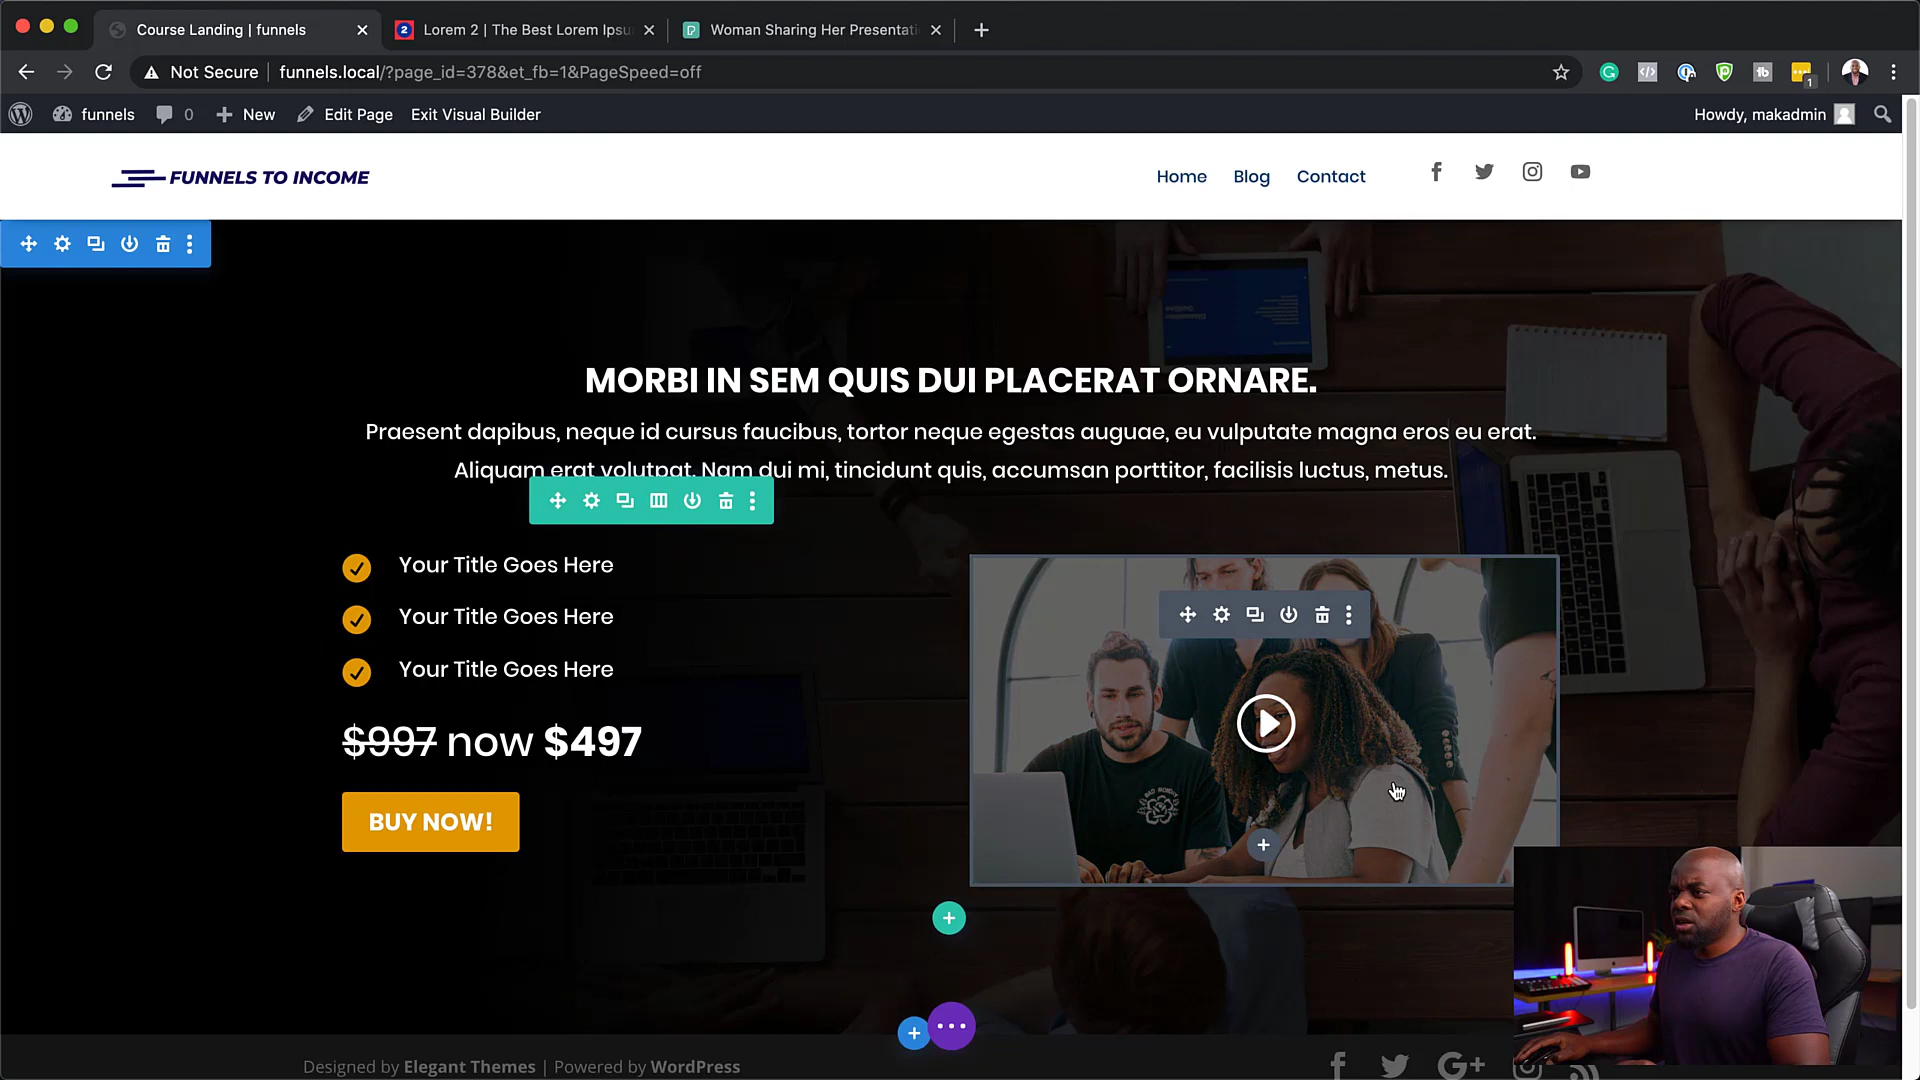 Course Landing | funnels
2 Lorem 2 | The Best Lorem Ipsu
Woman Sharing Her Presentati
Not Secure funnels.local/?page_id=378&et_fb=1&PageSpeed=off
1
funnels 0 New Edit Page Exit Visual Builder Howdy, makadmin
FUNNELS TO INCOME
Home Blog Contact
MORBI IN SEM QUIS DUI PLACERAT ORNARE.
Praesent dapibus, neque id cursus faucibus, tortor neque egestas auguae, eu vulputate magna eros eu erat.
Aliquam erat volutpat. Nam dui mi, tincidunt quis, accumsan porttitor, facilisis luctus, metus.
Your Title Goes Here
Your Title Goes Here
Your Title Goes Here
$997 now $497
BUY NOW!
Designed by Elegant Themes | Powered by WordPress